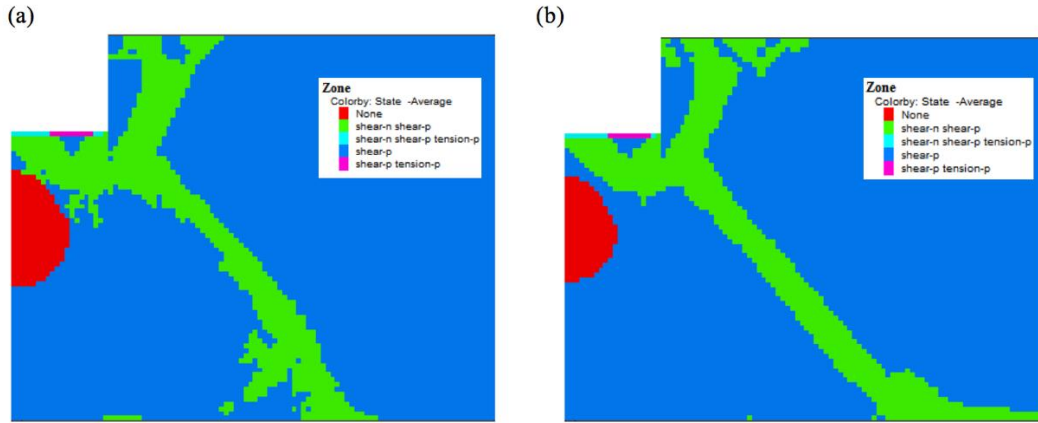 (a)
Zone
Colorby: State -Average
None
shear-n shear-p
shear-n shear-p tension-p
shear-p
shear-p tension-p
(b)
Zone
Colorby: State -Average
None
shear-n shear-p
shear-n shear-p tension-p
shear-p
shear-p tension-p